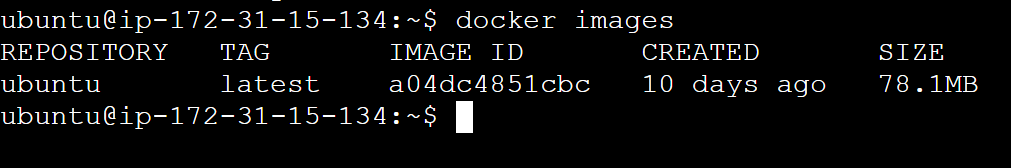 ubuntu@ip-172-31-15-134:~$ docker images
REPOSITORY   TAG       IMAGE ID       CREATED       SIZE
ubuntu       latest    a04dc4851cbc   10 days ago   78.1MB
ubuntu@ip-172-31-15-134:~$